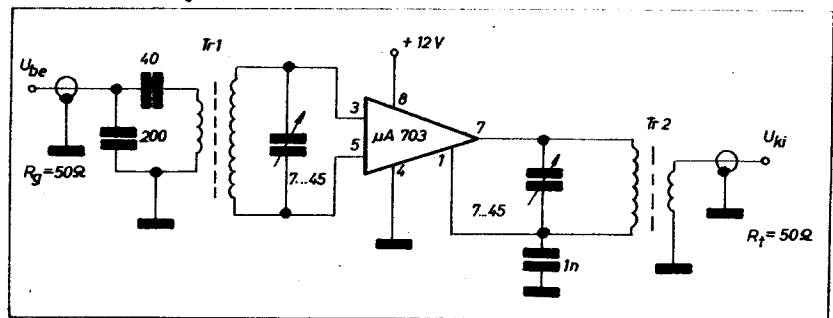 Tr1
+ 12V
40
Ube
200
Rg = 50Ω
7...45
3
5
8
µA 703
4
7
1
7...45
1n
Tr 2
Uki
Rt = 50Ω